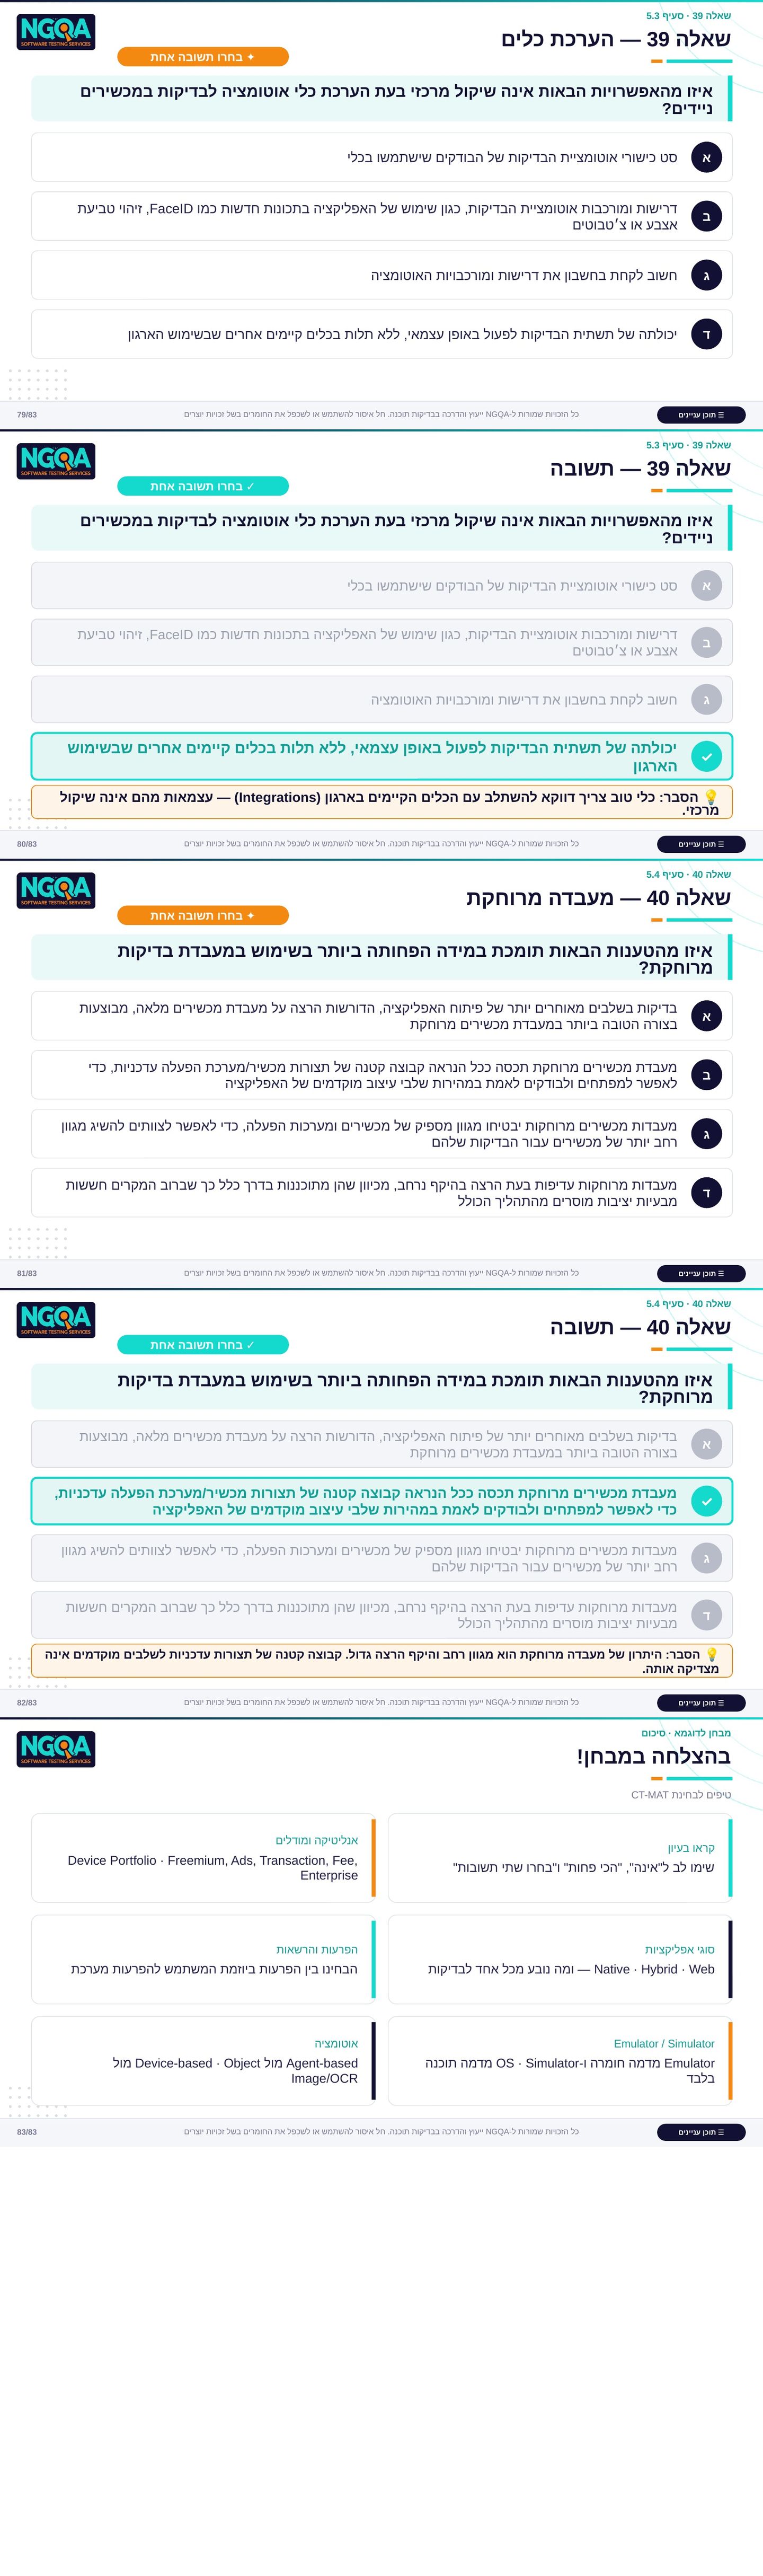 שאלה 39 · סעיף 5.3
NGQA
SOFTWARE TESTING SERVICES
שאלה 39 — הערכת כלים
✦ בחרו תשובה אחת
איזו מהאפשרויות הבאות אינה שיקול מרכזי בעת הערכת כלי אוטומציה לבדיקות במכשירים
ניידים?
א
סט כישורי אוטומציית הבדיקות של הבודקים שישתמשו בכלי
ב
דרישות ומורכבות אוטומציית הבדיקות, כגון שימוש של האפליקציה בתכונות חדשות כמו FaceID, זיהוי טביעת
אצבע או צ׳טבוטים
ג
חשוב לקחת בחשבון את דרישות ומורכבויות האוטומציה
ד
יכולתה של תשתית הבדיקות לפעול באופן עצמאי, ללא תלות בכלים קיימים אחרים שבשימוש הארגון
☰ תוכן עניינים
כל הזכויות שמורות ל-NGQA ייעוץ והדרכה בבדיקות תוכנה. חל איסור להשתמש או לשכפל את החומרים בשל זכויות יוצרים
79/83
שאלה 39 · סעיף 5.3
NGQA
SOFTWARE TESTING SERVICES
שאלה 39 — תשובה
✓ בחרו תשובה אחת
איזו מהאפשרויות הבאות אינה שיקול מרכזי בעת הערכת כלי אוטומציה לבדיקות במכשירים
ניידים?
א
סט כישורי אוטומציית הבדיקות של הבודקים שישתמשו בכלי
ב
דרישות ומורכבות אוטומציית הבדיקות, כגון שימוש של האפליקציה בתכונות חדשות כמו FaceID, זיהוי טביעת
אצבע או צ׳טבוטים
ג
חשוב לקחת בחשבון את דרישות ומורכבויות האוטומציה
✓
יכולתה של תשתית הבדיקות לפעול באופן עצמאי, ללא תלות בכלים קיימים אחרים שבשימוש
הארגון
💡 הסבר: כלי טוב צריך דווקא להשתלב עם הכלים הקיימים בארגון (Integrations) — עצמאות מהם אינה שיקול
מרכזי.
☰ תוכן עניינים
כל הזכויות שמורות ל-NGQA ייעוץ והדרכה בבדיקות תוכנה. חל איסור להשתמש או לשכפל את החומרים בשל זכויות יוצרים
80/83
שאלה 40 · סעיף 5.4
NGQA
SOFTWARE TESTING SERVICES
שאלה 40 — מעבדה מרוחקת
✦ בחרו תשובה אחת
איזו מהטענות הבאות תומכת במידה הפחותה ביותר בשימוש במעבדת בדיקות
מרוחקת?
א
בדיקות בשלבים מאוחרים יותר של פיתוח האפליקציה, הדורשות הרצה על מעבדת מכשירים מלאה, מבוצעות
בצורה הטובה ביותר במעבדת מכשירים מרוחקת
ב
מעבדת מכשירים מרוחקת תכסה ככל הנראה קבוצה קטנה של תצורות מכשיר/מערכת הפעלה עדכניות, כדי
לאפשר למפתחים ולבודקים לאמת במהירות שלבי עיצוב מוקדמים של האפליקציה
ג
מעבדות מכשירים מרוחקות יבטיחו מגוון מספיק של מכשירים ומערכות הפעלה, כדי לאפשר לצוותים להשיג מגוון
רחב יותר של מכשירים עבור הבדיקות שלהם
ד
מעבדות מרוחקות עדיפות בעת הרצה בהיקף נרחב, מכיוון שהן מתוכננות בדרך כלל כך שברוב המקרים חששות
מבעיות יציבות מוסרים מהתהליך הכולל
☰ תוכן עניינים
כל הזכויות שמורות ל-NGQA ייעוץ והדרכה בבדיקות תוכנה. חל איסור להשתמש או לשכפל את החומרים בשל זכויות יוצרים
81/83
שאלה 40 · סעיף 5.4
NGQA
SOFTWARE TESTING SERVICES
שאלה 40 — תשובה
✓ בחרו תשובה אחת
איזו מהטענות הבאות תומכת במידה הפחותה ביותר בשימוש במעבדת בדיקות
מרוחקת?
א
בדיקות בשלבים מאוחרים יותר של פיתוח האפליקציה, הדורשות הרצה על מעבדת מכשירים מלאה, מבוצעות
בצורה הטובה ביותר במעבדת מכשירים מרוחקת
✓
מעבדת מכשירים מרוחקת תכסה ככל הנראה קבוצה קטנה של תצורות מכשיר/מערכת הפעלה עדכניות,
כדי לאפשר למפתחים ולבודקים לאמת במהירות שלבי עיצוב מוקדמים של האפליקציה
ג
מעבדות מכשירים מרוחקות יבטיחו מגוון מספיק של מכשירים ומערכות הפעלה, כדי לאפשר לצוותים להשיג מגוון
רחב יותר של מכשירים עבור הבדיקות שלהם
ד
מעבדות מרוחקות עדיפות בעת הרצה בהיקף נרחב, מכיוון שהן מתוכננות בדרך כלל כך שברוב המקרים חששות
מבעיות יציבות מוסרים מהתהליך הכולל
💡 הסבר: היתרון של מעבדה מרוחקת הוא מגוון רחב והיקף הרצה גדול. קבוצה קטנה של תצורות עדכניות לשלבים מוקדמים אינה
מצדיקה אותה.
☰ תוכן עניינים
כל הזכויות שמורות ל-NGQA ייעוץ והדרכה בבדיקות תוכנה. חל איסור להשתמש או לשכפל את החומרים בשל זכויות יוצרים
82/83
מבחן לדוגמא · סיכום
NGQA
SOFTWARE TESTING SERVICES
בהצלחה במבחן!
טיפים לבחינת CT-MAT
קראו בעיון
שימו לב ל"אינה", "הכי פחות" ו"בחרו שתי תשובות"
אנליטיקה ומודלים
Device Portfolio · Freemium, Ads, Transaction, Fee,
Enterprise
סוגי אפליקציות
Native · Hybrid · Web — ומה נובע מכל אחד לבדיקות
הפרעות והרשאות
הבחינו בין הפרעות ביוזמת המשתמש להפרעות מערכת
Emulator / Simulator
Emulator מדמה חומרה ו-OS · Simulator מדמה תוכנה
בלבד
אוטומציה
Agent-based מול Device-based · Object מול
Image/OCR
☰ תוכן עניינים
כל הזכויות שמורות ל-NGQA ייעוץ והדרכה בבדיקות תוכנה. חל איסור להשתמש או לשכפל את החומרים בשל זכויות יוצרים
83/83